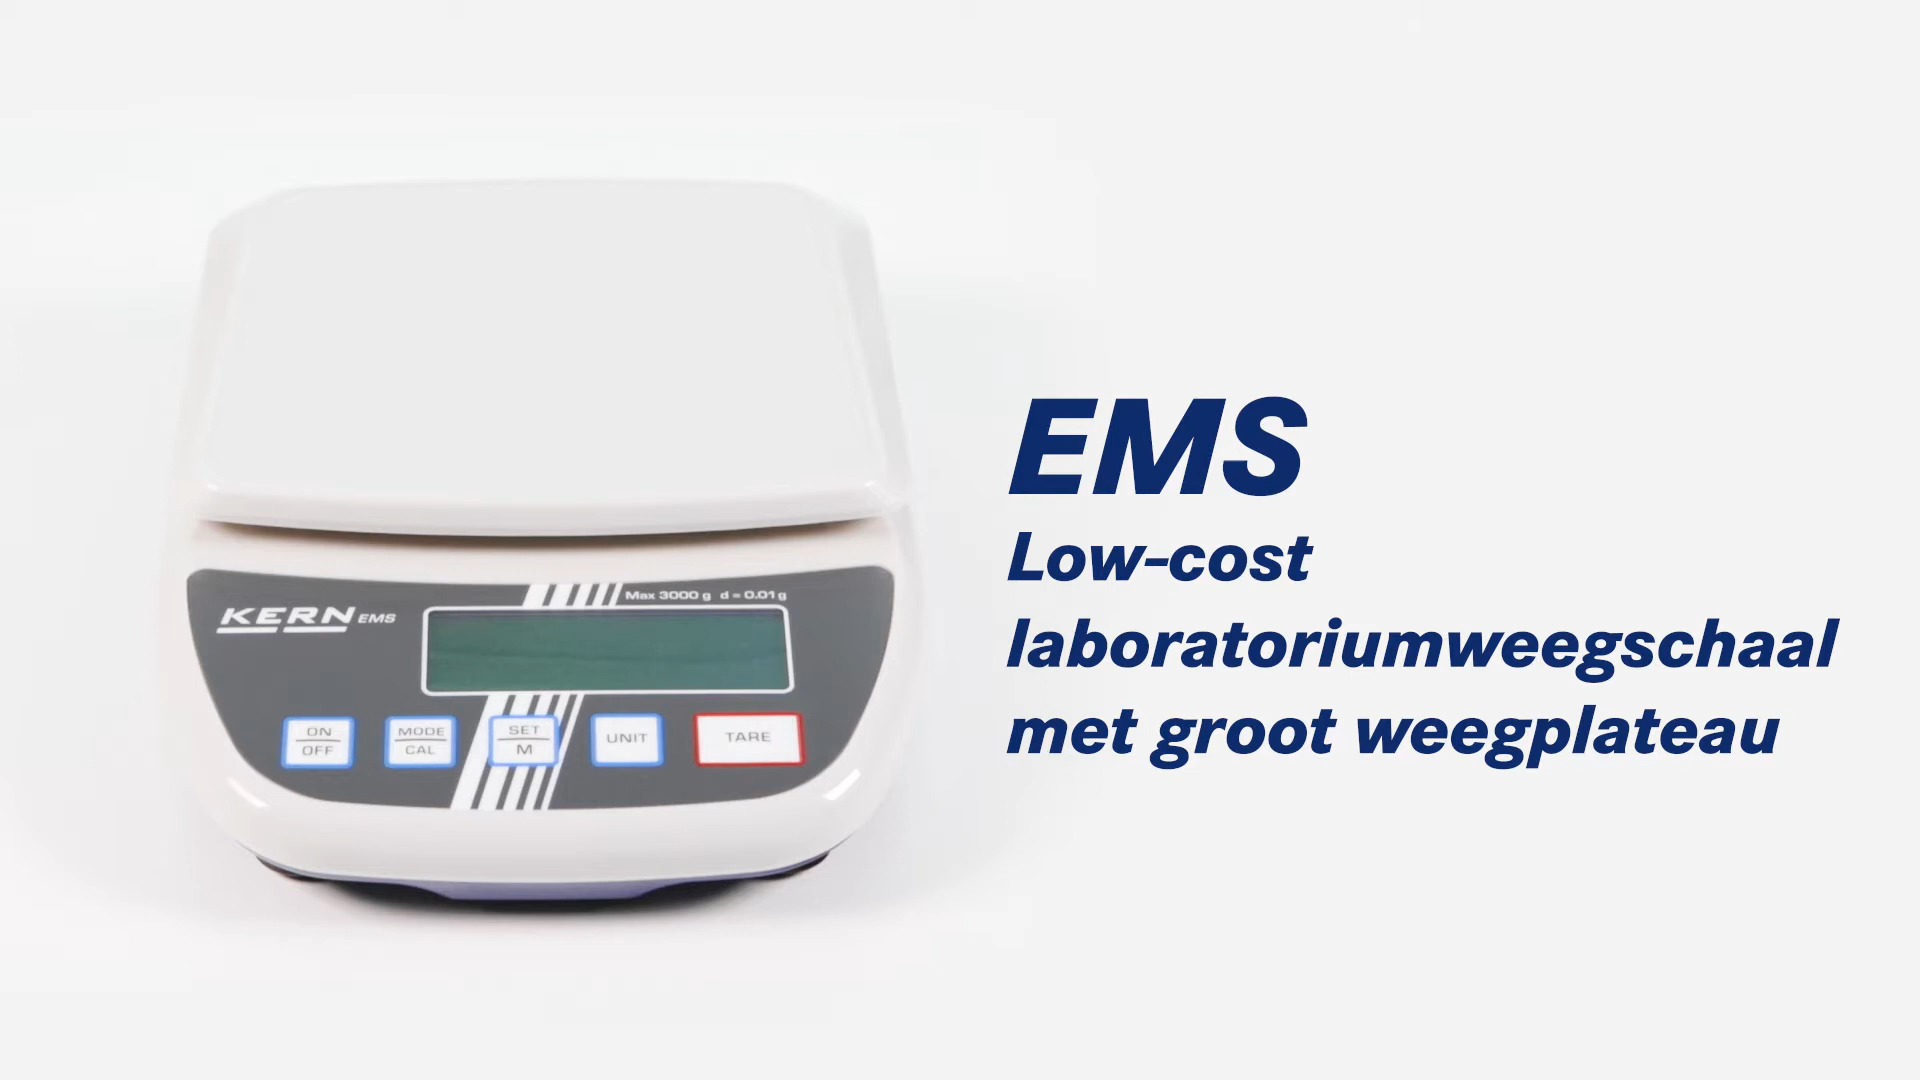 EMS
Low-cost
laboratoriumweegschaal
met groot weegplateau
KERN EMS
Max 3000 g d = 0.01 g
ON
OFF
MODE
CAL
SET
M
UNIT
TARE